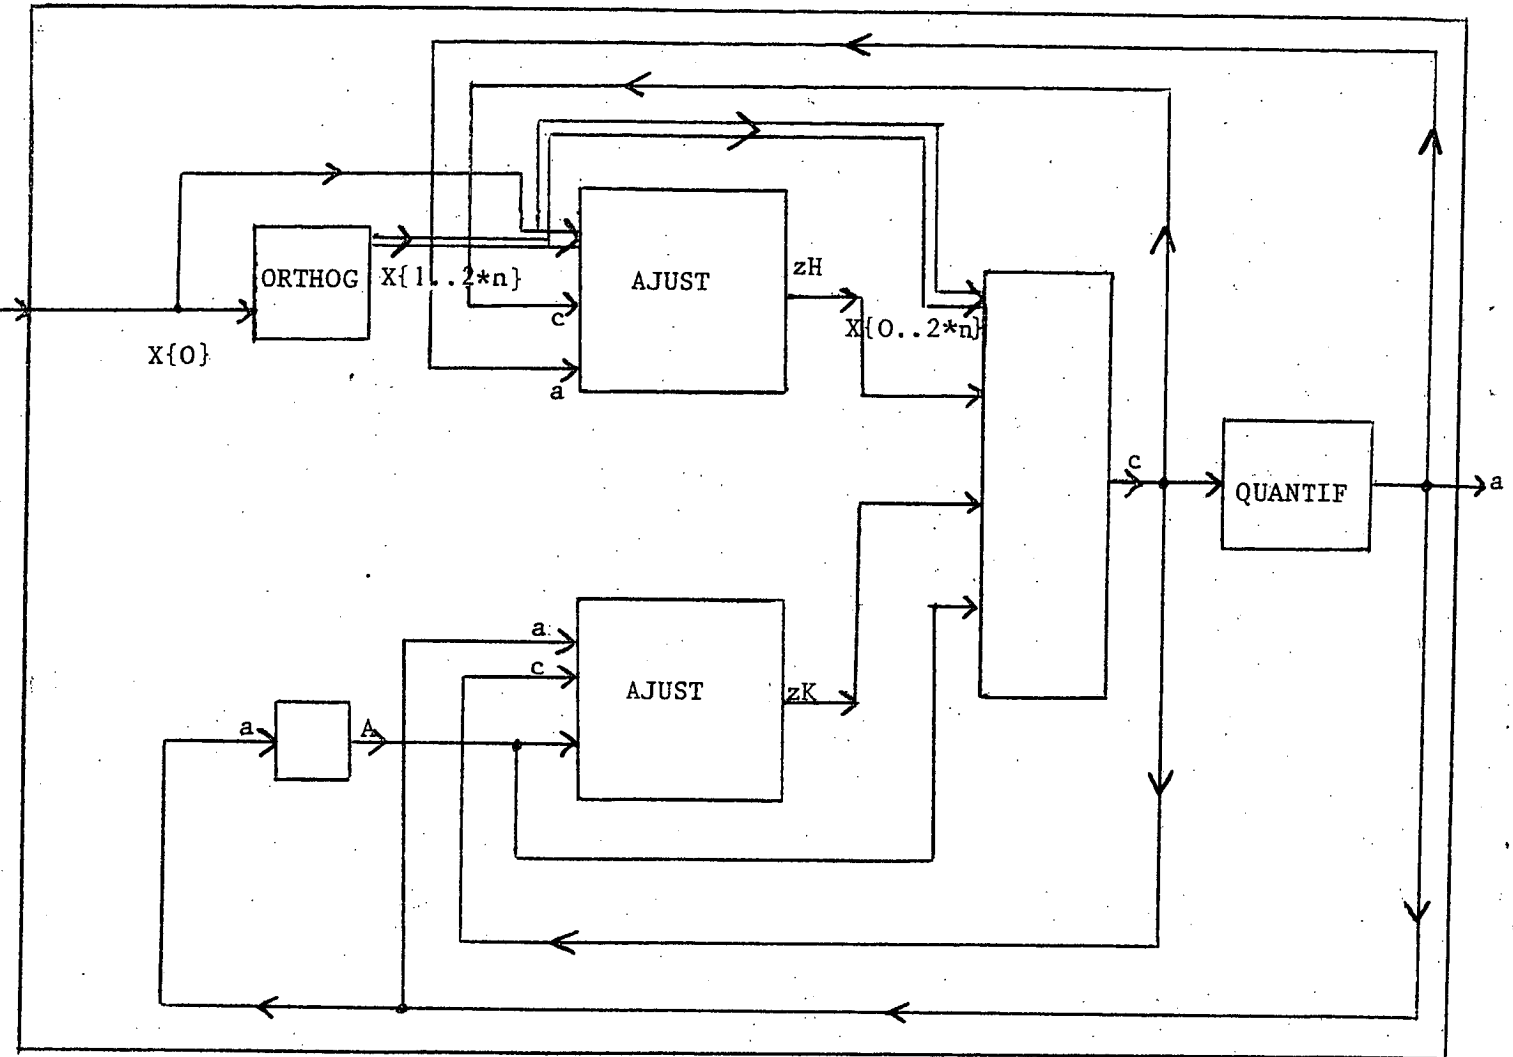 zH
ORTHOG
X{1..2*n}
AJUST
c
X{0..2*n}
X{0}
a
c
QUANTIF
a
a
c
AJUST
zK
a
A